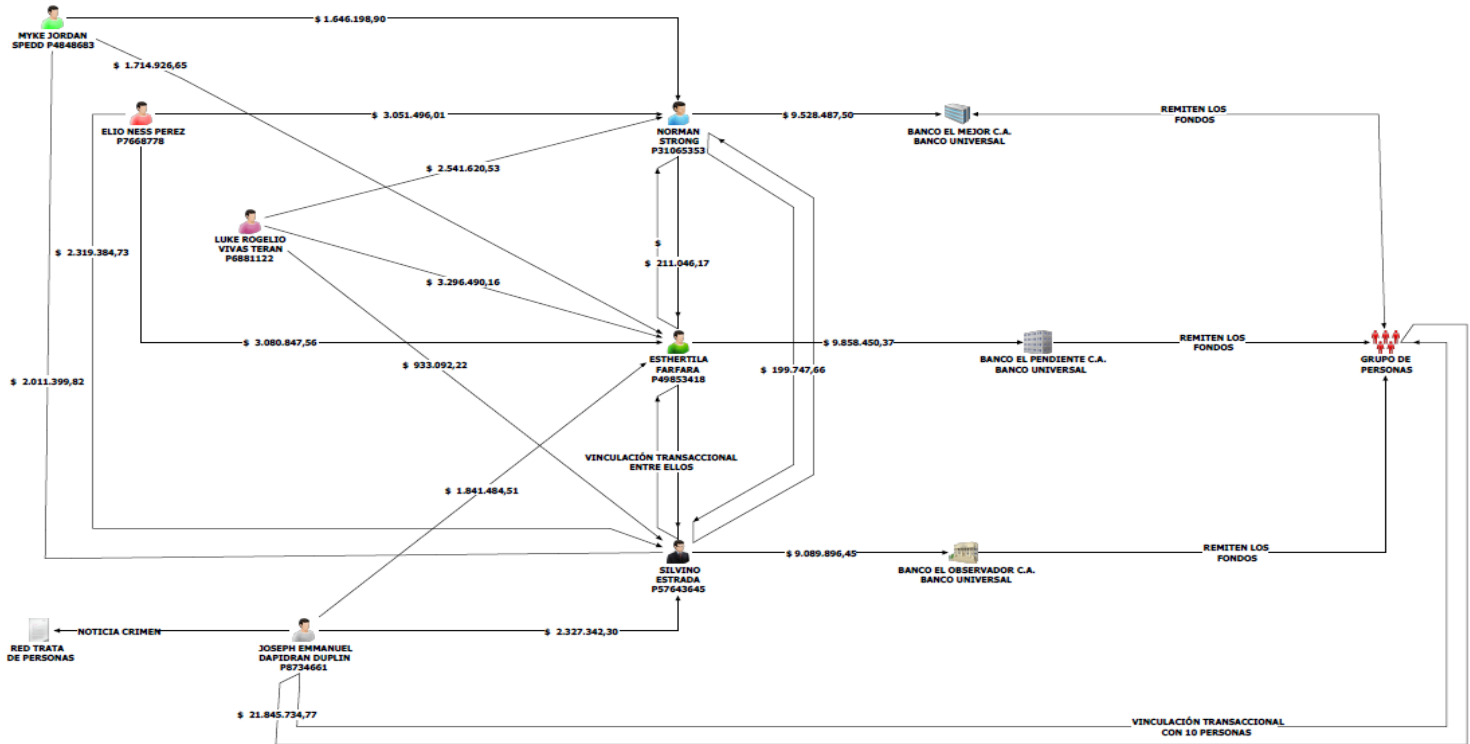 $ 1.646.198,90
MYKE JORDAN
SPEDD P4848683
$ 1.714.926,65
ELIO NESS PEREZ
P7668778
$ 3.051.496,01
NORMAN
STRONG
P31065353
$ 9.528.487,50
BANCO EL MEJOR C.A.
BANCO UNIVERSAL
REMITEN LOS
FONDOS
$ 2.541.620,53
LUKE ROGELIO
VIVAS TERAN
P6881122
$ 2.319.384,73
$
$ 211.046,17
$ 3.296.490,16
$ 3.080.847,56
ESTHERTILA
FARFARA
P49853418
$ 9.858.450,37
BANCO EL PENDIENTE C.A.
BANCO UNIVERSAL
REMITEN LOS
FONDOS
GRUPO DE
PERSONAS
$ 933.092,22
$ 199.747,66
$ 2.011.399,82
VINCULACIÓN TRANSACCIONAL
ENTRE ELLOS
$ 1.841.484,51
SILVINO
ESTRADA
P57643645
$ 9.089.896,45
BANCO EL OBSERVADOR C.A.
BANCO UNIVERSAL
REMITEN LOS
FONDOS
RED TRATA
DE PERSONAS
NOTICIA CRIMEN
JOSEPH EMMANUEL
DAPIDRAN DUPLIN
P8734661
$ 2.327.342,30
$ 21.845.734,77
VINCULACIÓN TRANSACCIONAL
CON 10 PERSONAS